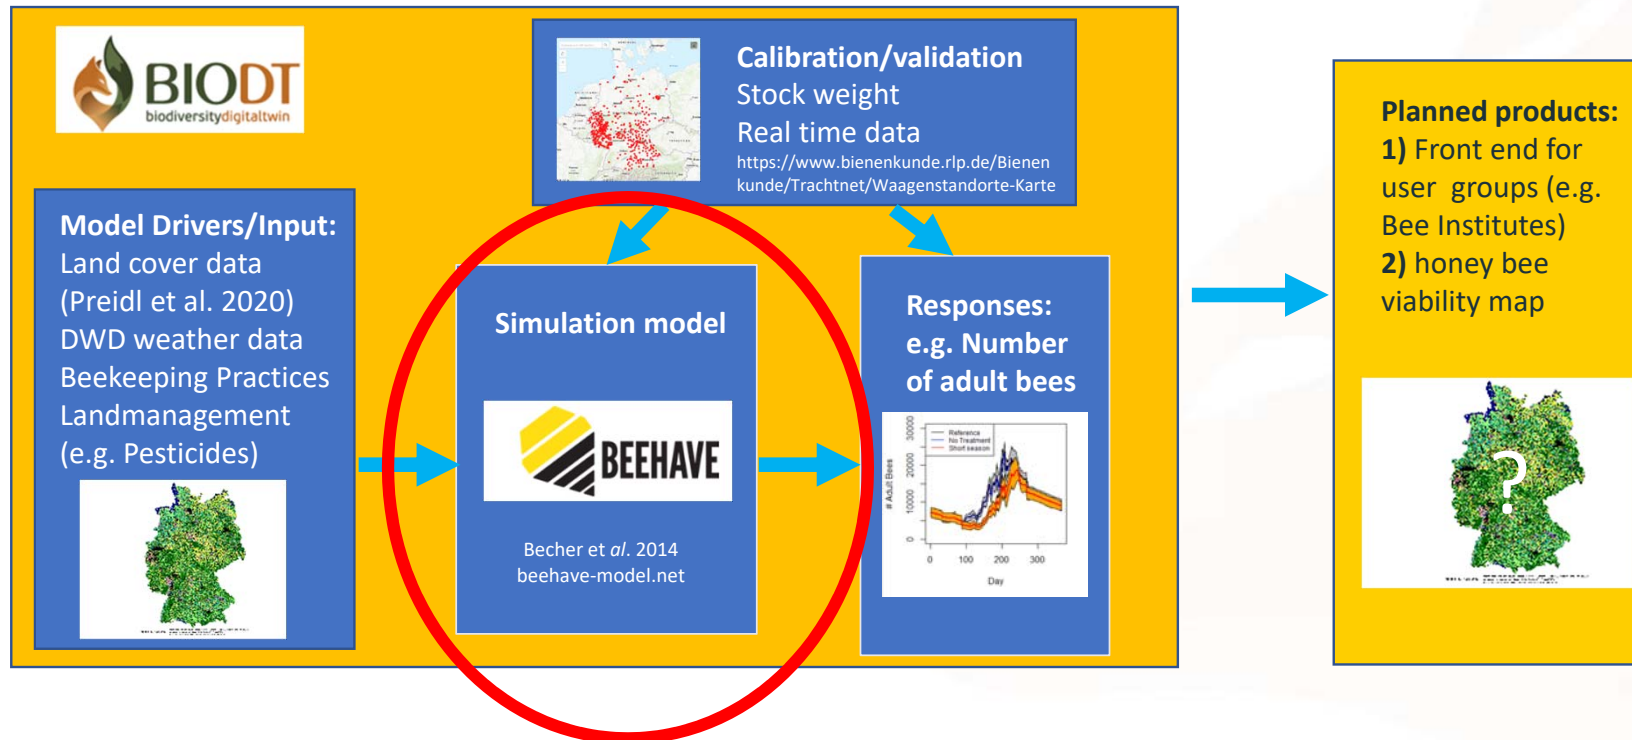 BIODT
biodiversitydigitaltwin
Calibration/validation
Stock weight
Real time data
https://www.bienenkunde.rlp.de/Bienen
kunde/Trachtnet/Waagenstandorte-Karte
Model Drivers/Input:
Land cover data
(Preidl et al. 2020)
DWD weather data
Beekeeping Practices
Landmanagement
(e.g. Pesticides)
Simulation model
BEEHAVE
Becher et al. 2014
beehave-model.net
Responses:
e.g. Number
of adult bees
Reference
No Treatment
Short season
# Adult Bees
0
10000
20000
30000
0 100 200 300
Day
Planned products:
1) Front end for
user groups (e.g.
Bee Institutes)
2) honey bee
viability map
?